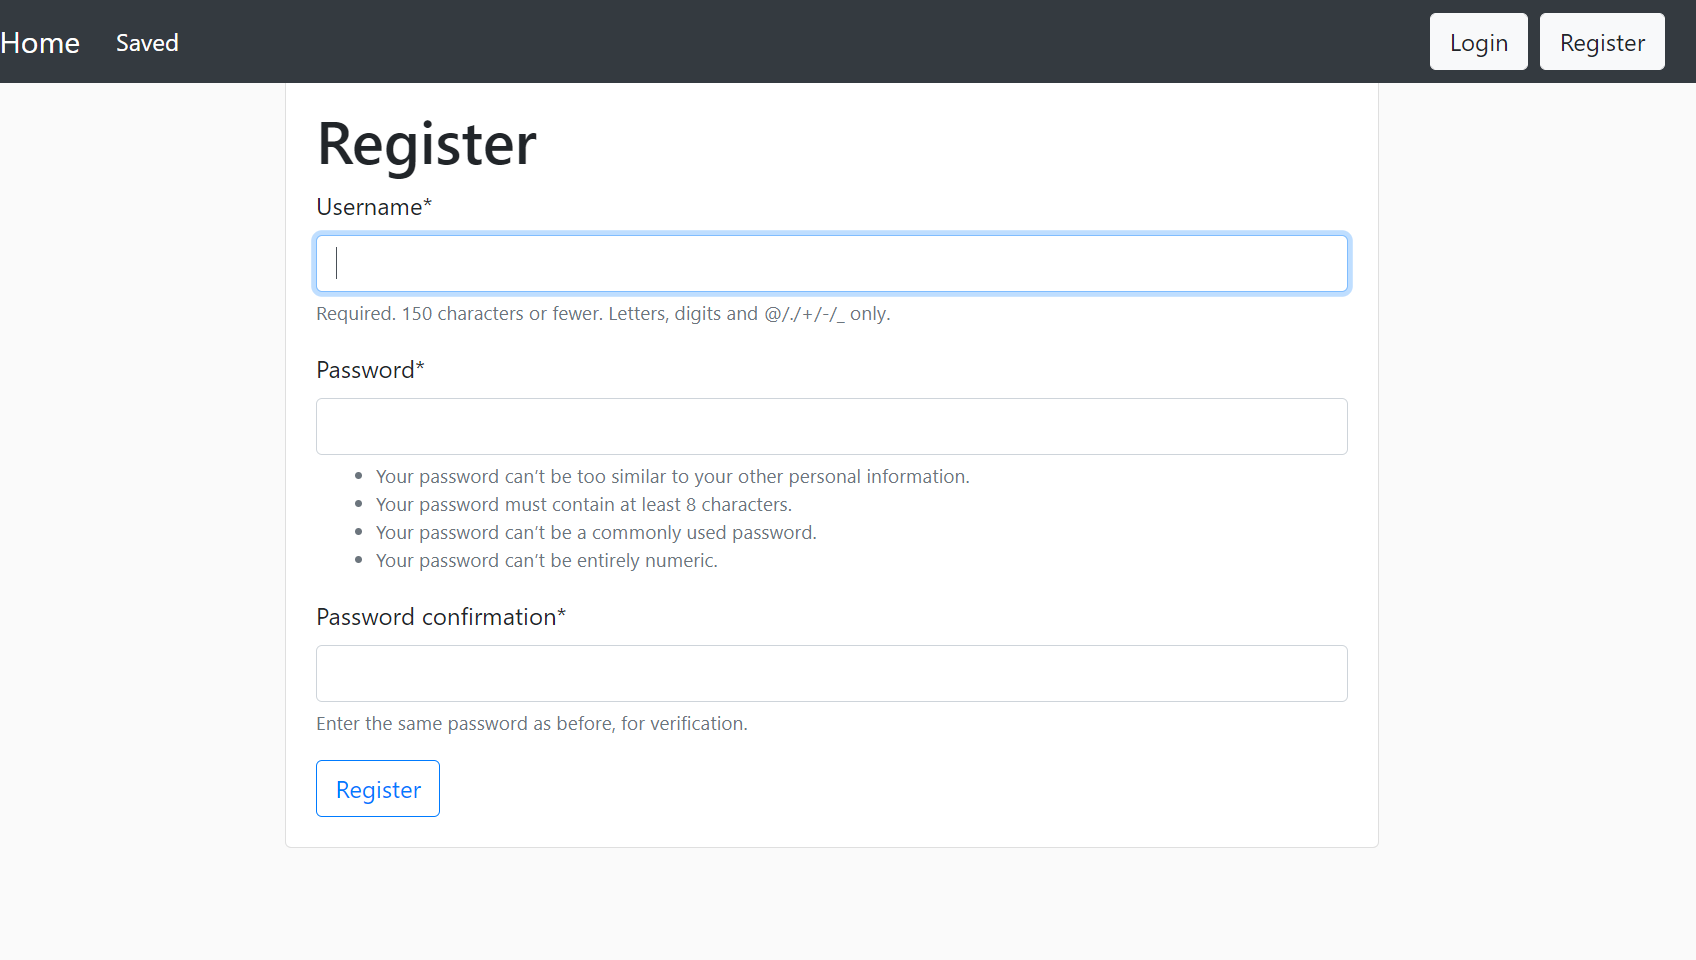 Home Saved Login Register
Register
Username*
Required. 150 characters or fewer. Letters, digits and @/./+/-/_ only.
Password*
Your password can’t be too similar to your other personal information.
Your password must contain at least 8 characters.
Your password can’t be a commonly used password.
Your password can’t be entirely numeric.
Password confirmation*
Enter the same password as before, for verification.
Register